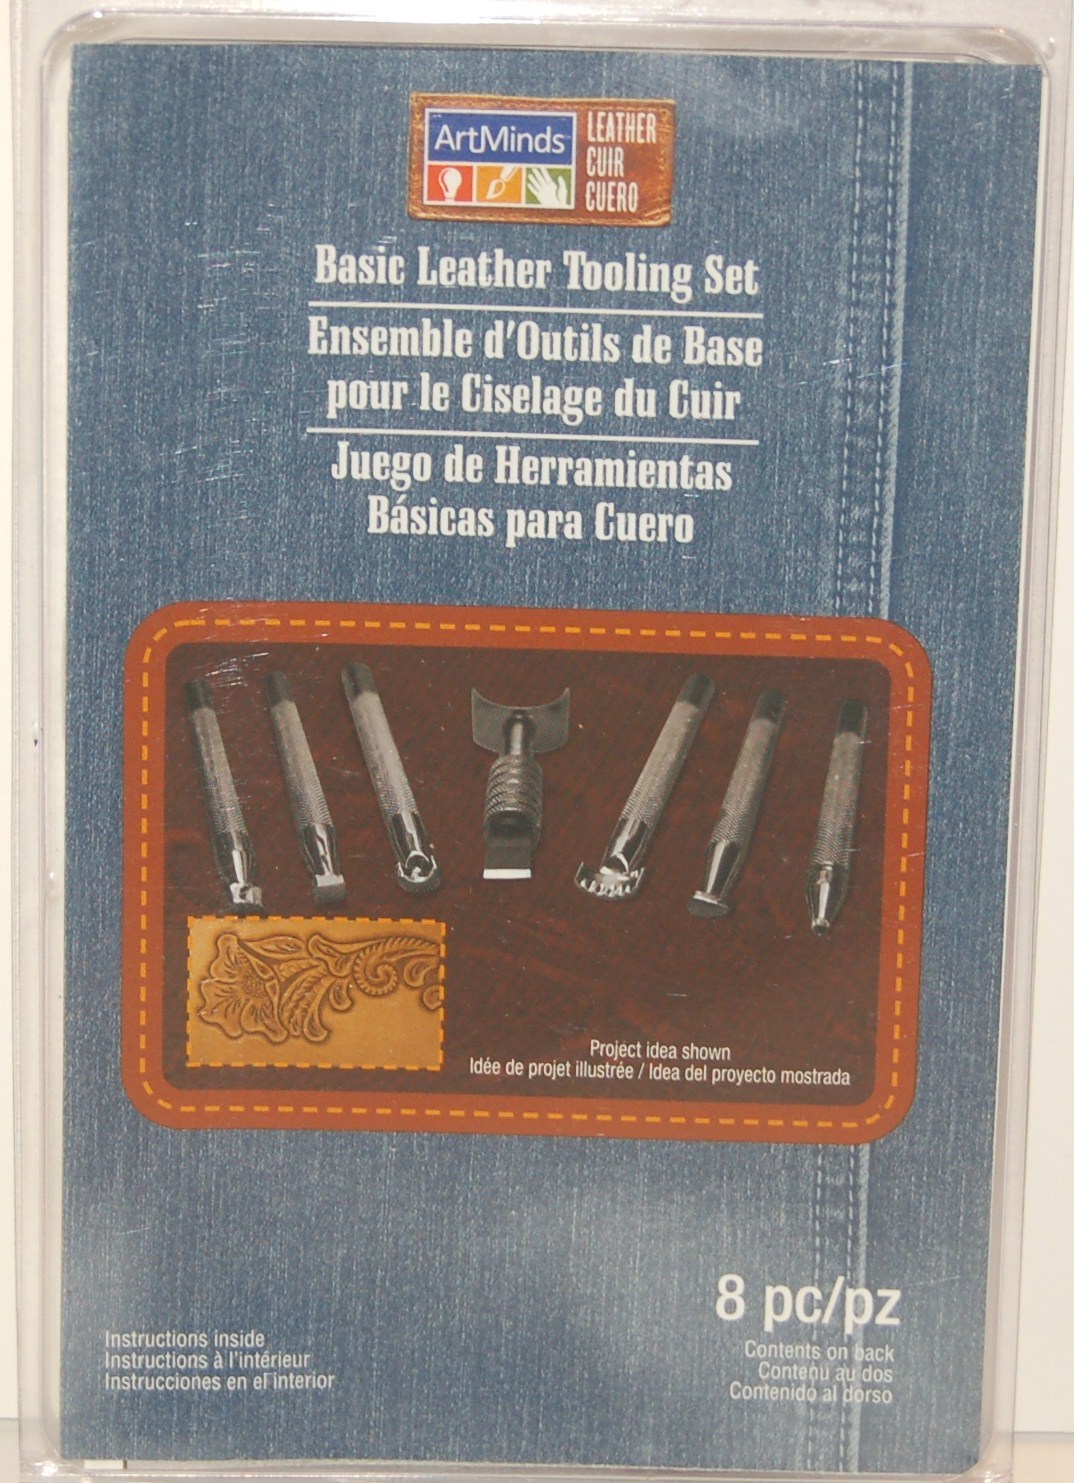 ArtMinds
LEATHER
CUIR
CUERO
Basic Leather Tooling Set
Ensemble d'Outils de Base
pour le Ciselage du Cuir
Juego de Herramientas
Básicas para Cuero
Project idea shown
Idée de projet illustrée / Idea del proyecto mostrada
8 pc/pz
Contents on back
Contenu au dos
Contenido al dorso
Instructions inside
Instructions à l'intérieur
Instrucciones en el interior